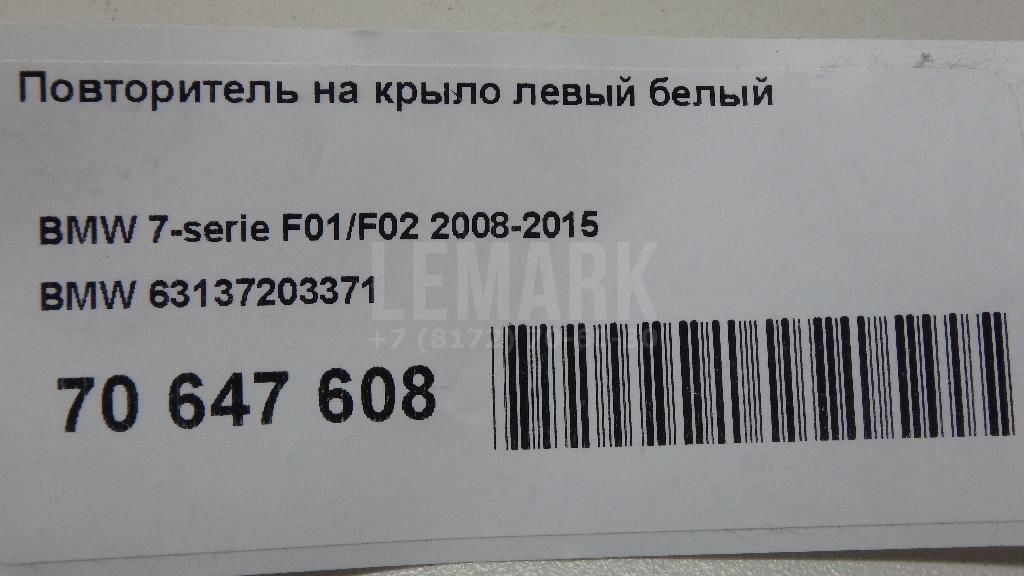 Повторитель на крыло левый белый
BMW 7-serie F01/F02 2008-2015
BMW 63137203371
LEMARK
70 647 608